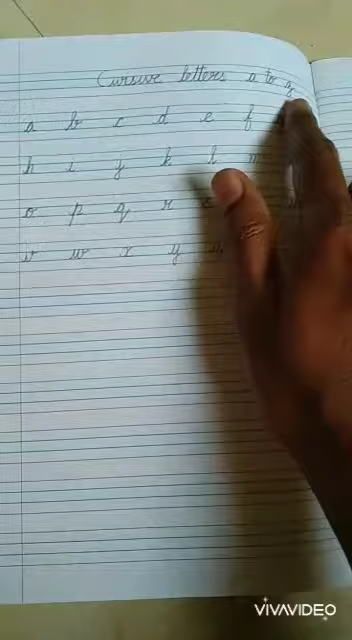 Cursive letters a to z
a b c d e f
h i y k l m
o p q r s
v w x y z
VIVAVIDEO